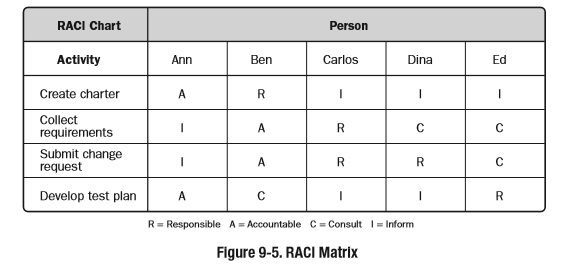 RACI Chart Person
Activity Ann Ben Carlos Dina Ed
Create charter A R I I I
Collect
requirements I A R C C
Submit change
request I A R R C
Develop test plan A C I I R
R = Responsible A = Accountable C = Consult I = Inform
Figure 9-5. RACI Matrix